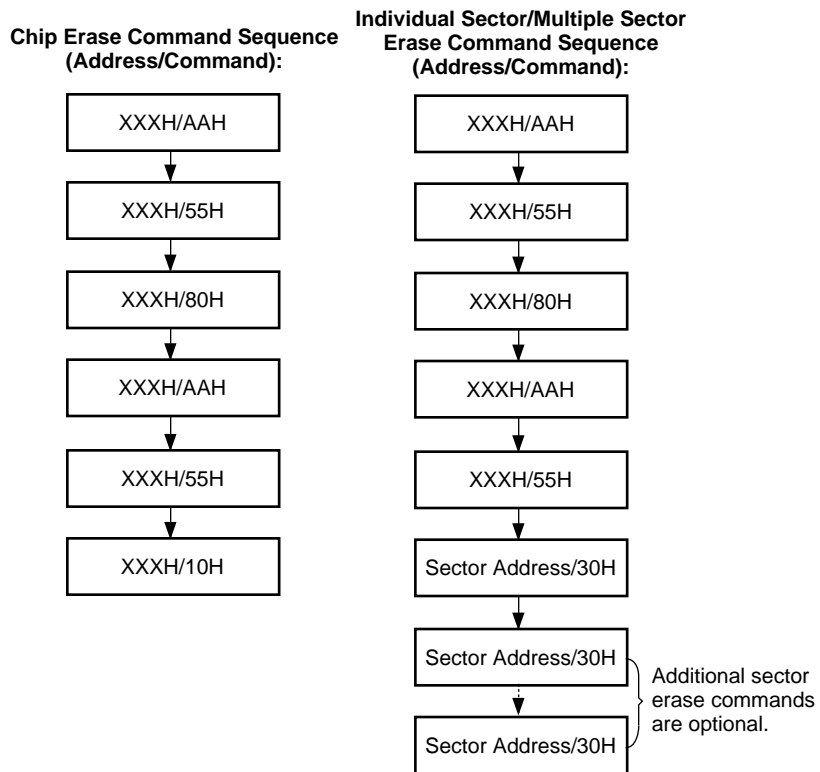 Chip Erase Command Sequence
(Address/Command):
XXXH/AAH
XXXH/55H
XXXH/80H
XXXH/AAH
XXXH/55H
XXXH/10H
Individual Sector/Multiple Sector
Erase Command Sequence
(Address/Command):
XXXH/AAH
XXXH/55H
XXXH/80H
XXXH/AAH
XXXH/55H
Sector Address/30H
Sector Address/30H
Sector Address/30H
Additional sector
erase commands
are optional.